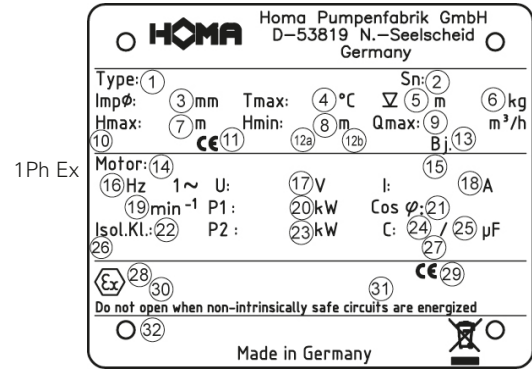 HOMA Homa Pumpenfabrik GmbH
D-53819 N.-Seelscheid
Germany
Type: 1 Sn: 2
Impø: 3 mm Tmax: 4 °C ∇ 5 m 6 kg
Hmax: 7 m Hmin: 8 m Qmax: 9 m³/h
10 CE 11 12a 12b Bj. 13
1Ph Ex
Motor: 14 15
16 Hz 1~ U: 17 V I: 18 A
19 min⁻¹ P1: 20 kW Cos φ: 21
Isol.Kl.: 22 P2: 23 kW C: 24 / 25 µF
26 27
Ex 28 CE 29
30 31
Do not open when non-intrinsically safe circuits are energized
32
Made in Germany